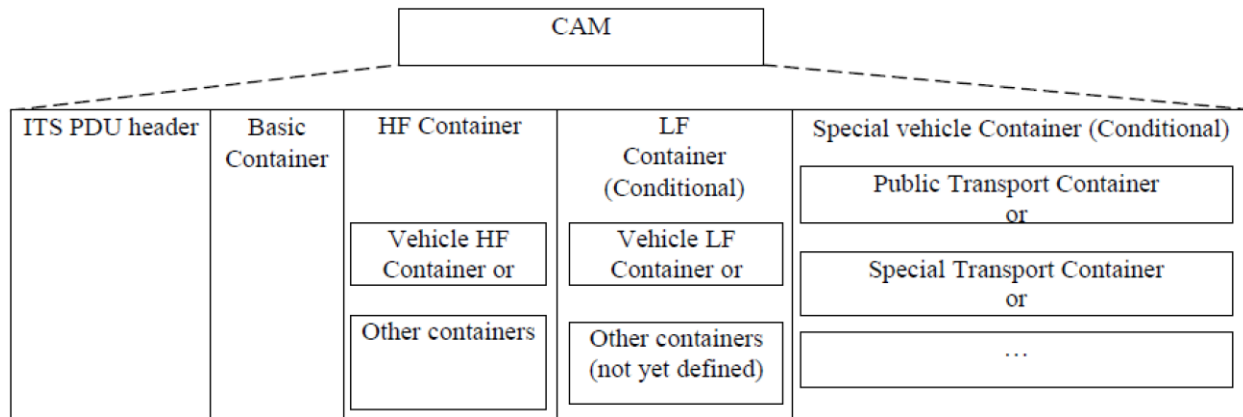 CAM
ITS PDU header
Basic
Container
HF Container
Vehicle HF
Container or
Other containers
LF
Container
(Conditional)
Vehicle LF
Container or
Other containers
(not yet defined)
Special vehicle Container (Conditional)
Public Transport Container
or
Special Transport Container
or
…